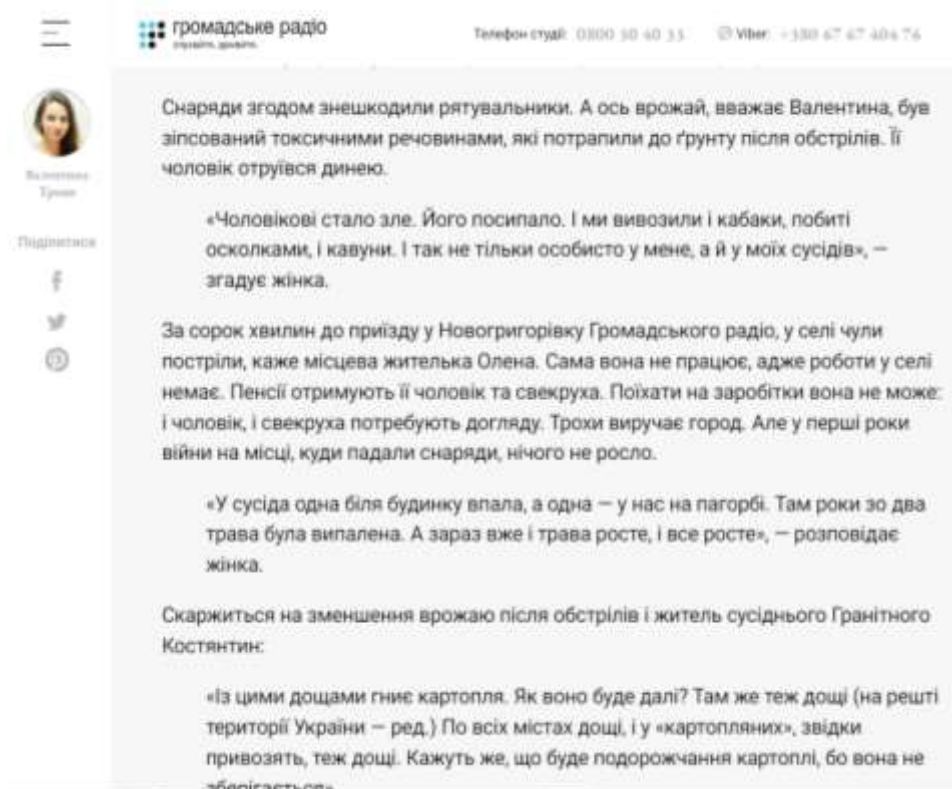 громадське радіо
слухайте. думайте.
Телефон студії: 0800 30 40 33
Viber: +380 67 67 404 76
Валентина
Троян
Поділитися
Снаряди згодом знешкодили рятувальники. А ось врожай, вважає Валентина, був
зіпсований токсичними речовинами, які потрапили до ґрунту після обстрілів. Її
чоловік отруївся динею.
«Чоловікові стало зле. Його посипало. І ми вивозили і кабаки, побиті
осколками, і кавуни. І так не тільки особисто у мене, а й у моїх сусідів», —
згадує жінка.
За сорок хвилин до приїзду у Новогригорівку Громадського радіо, у селі чули
постріли, каже місцева жителька Олена. Сама вона не працює, адже роботи у селі
немає. Пенсії отримують її чоловік та свекруха. Поїхати на заробітки вона не може:
і чоловік, і свекруха потребують догляду. Трохи виручає город. Але у перші роки
війни на місці, куди падали снаряди, нічого не росло.
«У сусіда одна біля будинку впала, а одна — у нас на пагорбі. Там роки зо два
трава була випалена. А зараз вже і трава росте, і все росте», — розповідає
жінка.
Скаржиться на зменшення врожаю після обстрілів і житель сусіднього Гранітного
Костянтин:
«Із цими дощами гниє картопля. Як воно буде далі? Там же теж дощі (на решті
території України — ред.) По всіх містах дощі, і у «картопляних», звідки
привозять, теж дощі. Кажуть же, що буде подорожчання картоплі, бо вона не
зберігається»